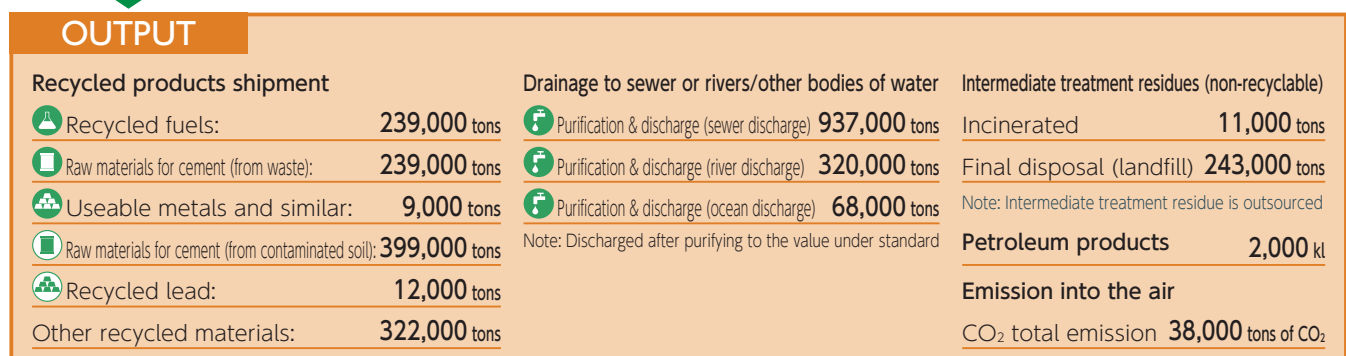 OUTPUT
Recycled products shipment
Recycled fuels: 239,000 tons
Raw materials for cement (from waste): 239,000 tons
Useable metals and similar: 9,000 tons
Raw materials for cement (from contaminated soil): 399,000 tons
Recycled lead: 12,000 tons
Other recycled materials: 322,000 tons
Drainage to sewer or rivers/other bodies of water
Purification & discharge (sewer discharge) 937,000 tons
Purification & discharge (river discharge) 320,000 tons
Purification & discharge (ocean discharge) 68,000 tons
Note: Discharged after purifying to the value under standard
Intermediate treatment residues (non-recyclable)
Incinerated 11,000 tons
Final disposal (landfill) 243,000 tons
Note: Intermediate treatment residue is outsourced
Petroleum products 2,000 kl
Emission into the air
CO₂ total emission 38,000 tons of CO₂